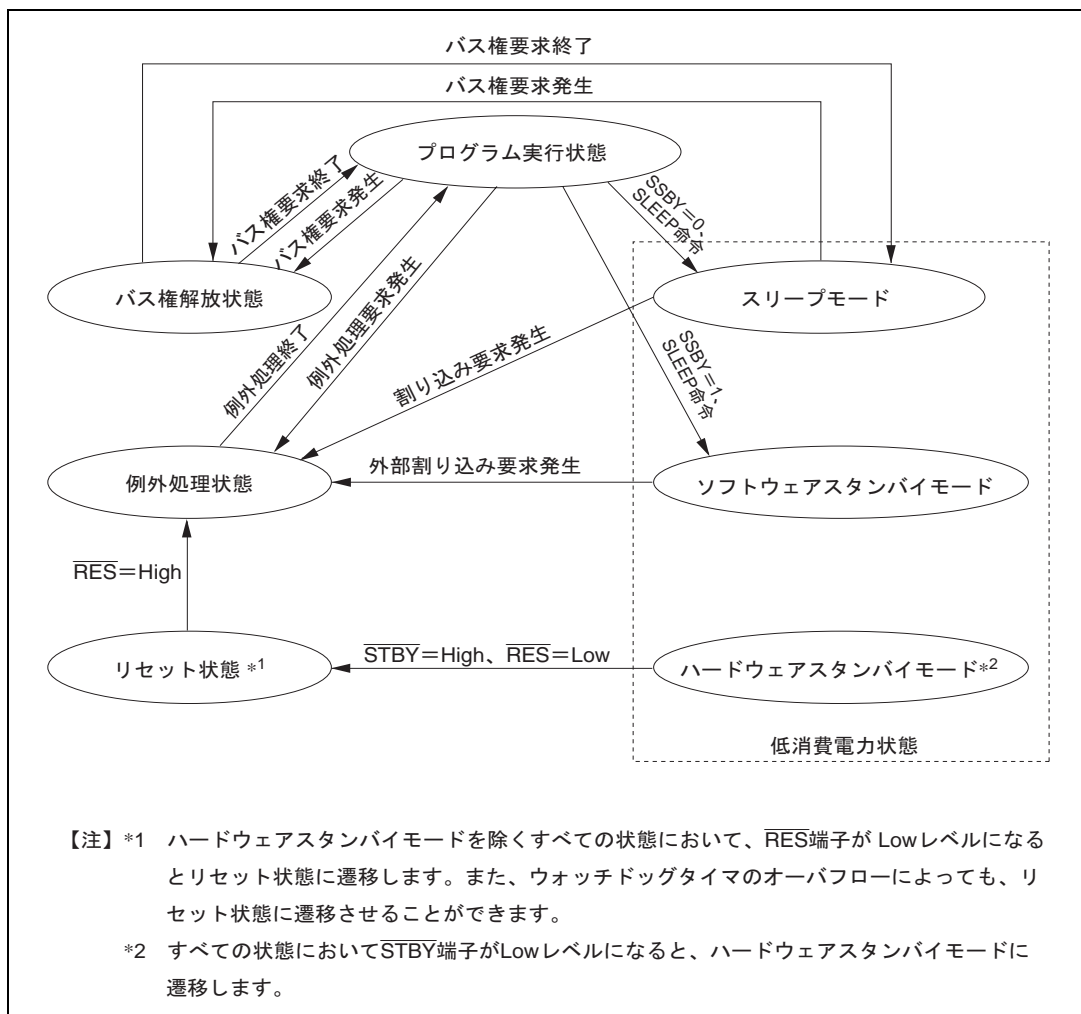 バス権要求終了
バス権要求発生
プログラム実行状態
バス権要求終了
バス権要求発生
SSBY=0、
SLEEP命令
バス権解放状態
スリープモード
例外処理終了
例外処理要求発生
割り込み要求発生
SSBY=1、
SLEEP命令
例外処理状態
外部割り込み要求発生
ソフトウェアスタンバイモード
R̅E̅S̅=High
リセット状態 *1
S̅T̅B̅Y̅=High、R̅E̅S̅=Low
ハードウェアスタンバイモード*2
低消費電力状態
【注】*1 ハードウェアスタンバイモードを除くすべての状態において、R̅E̅S̅端子が Lowレベルになる
とリセット状態に遷移します。また、ウォッチドッグタイマのオーバフローによっても、リ
セット状態に遷移させることができます。
*2 すべての状態においてS̅T̅B̅Y̅端子がLowレベルになると、ハードウェアスタンバイモードに
遷移します。